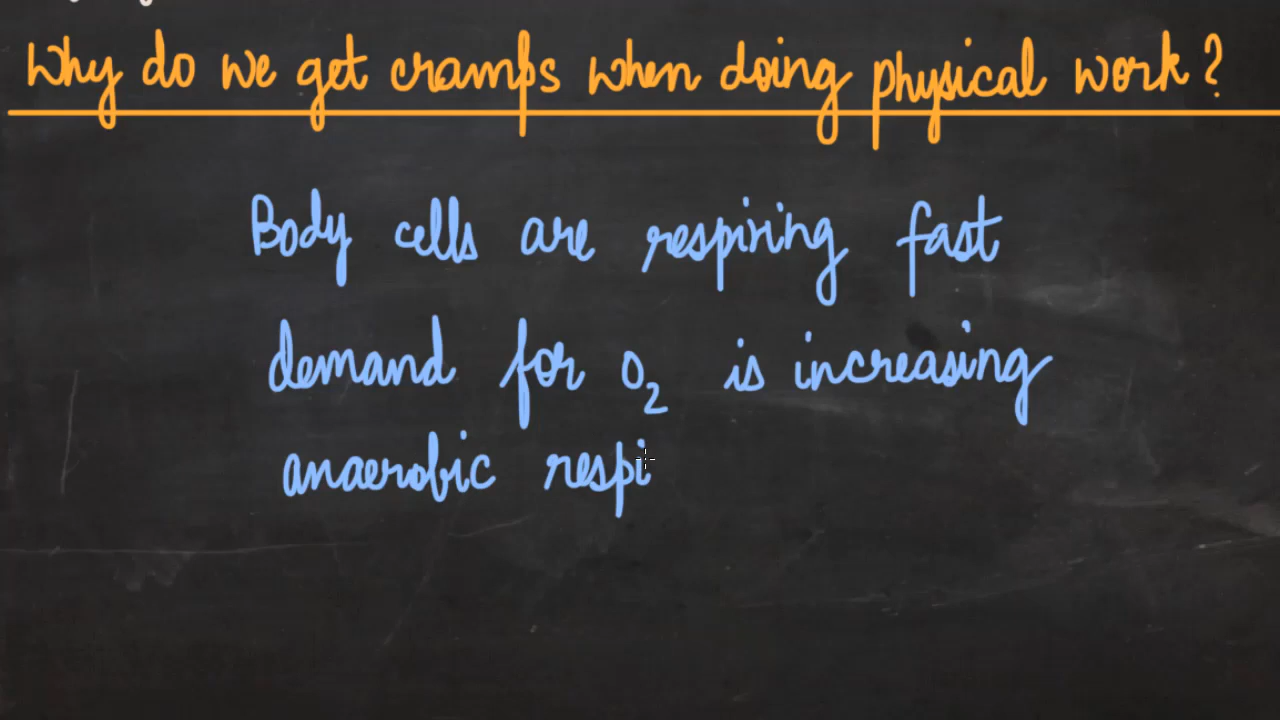 Why do we get cramps when doing physical work?
Body cells are respiring fast
demand for O₂ is increasing
anaerobic respi